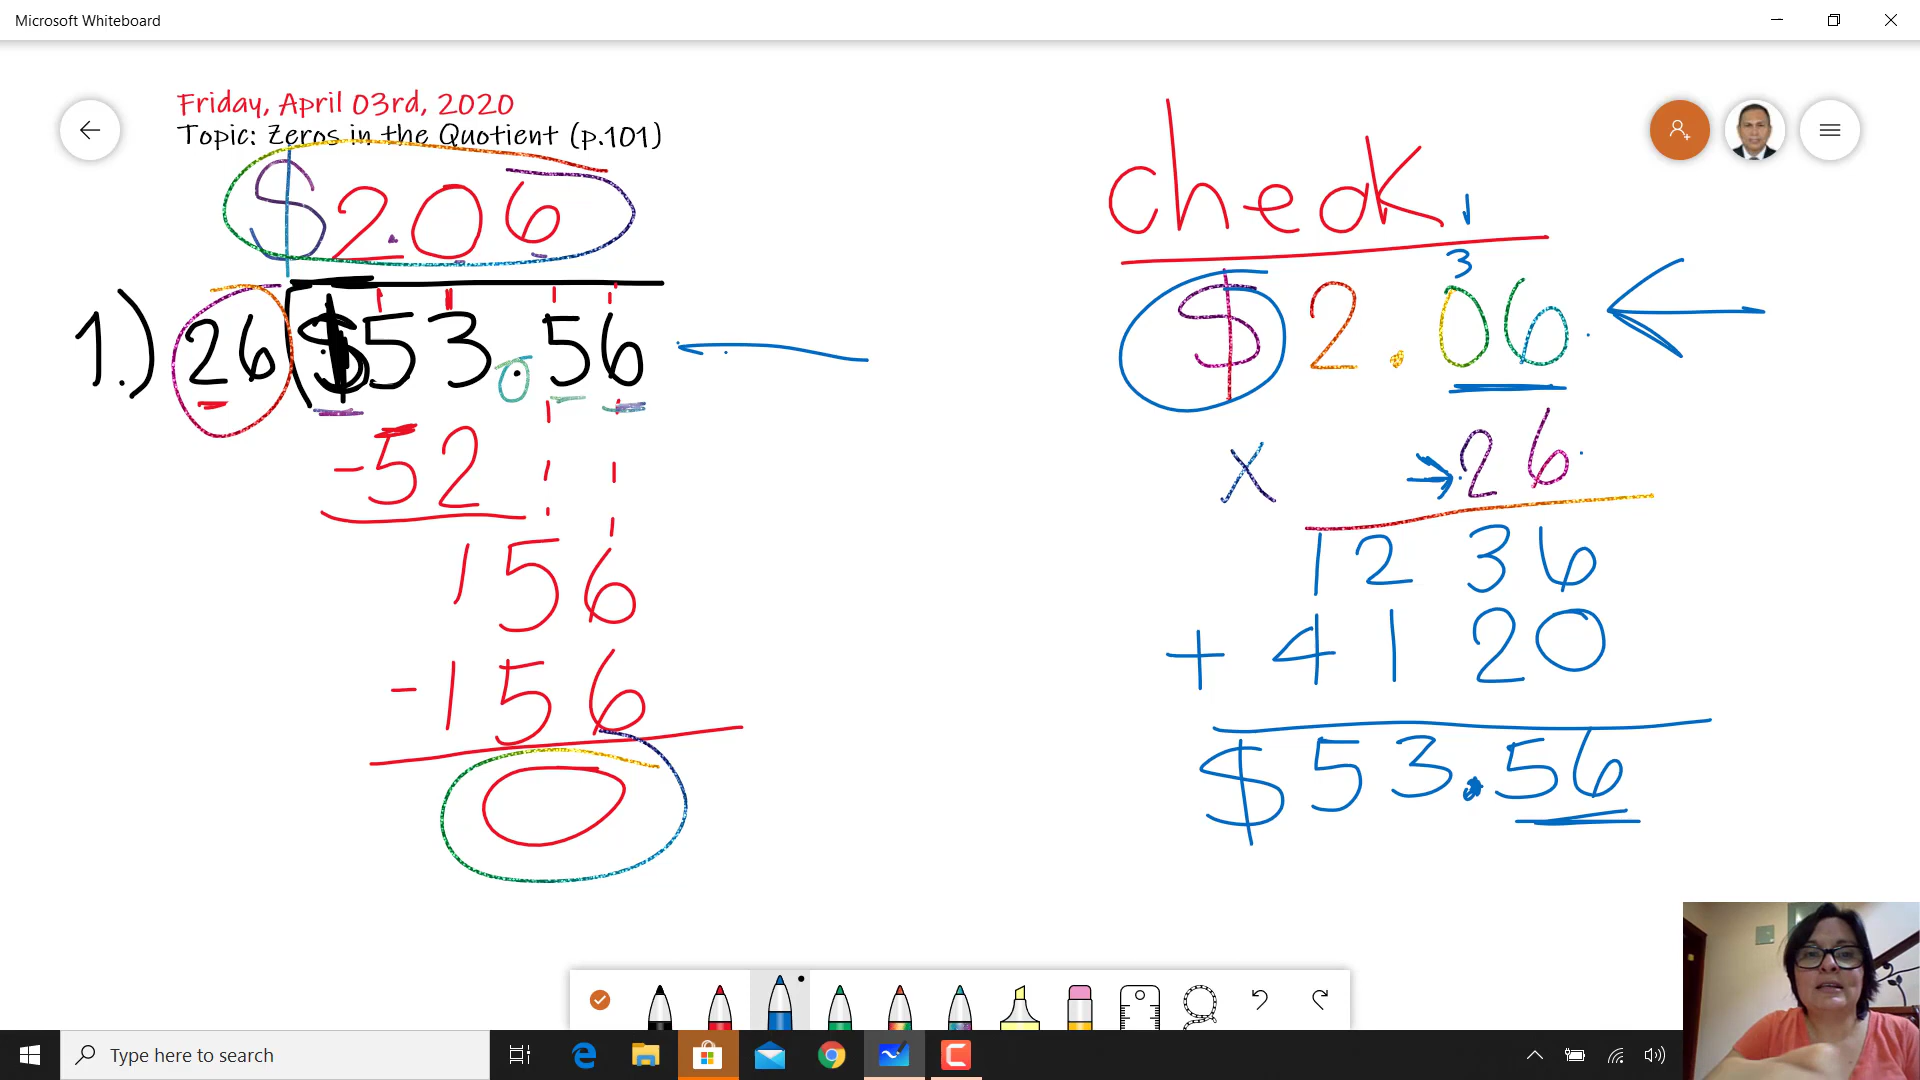 Microsoft Whiteboard
Friday, April 03rd, 2020
Topic: Zeros in the Quotient (p.101)
$2.06
1.) 26 $53.56
-52
156
-156
0
check
1
3
$2.06
x 26
1236
+ 4120
$53.56
Type here to search